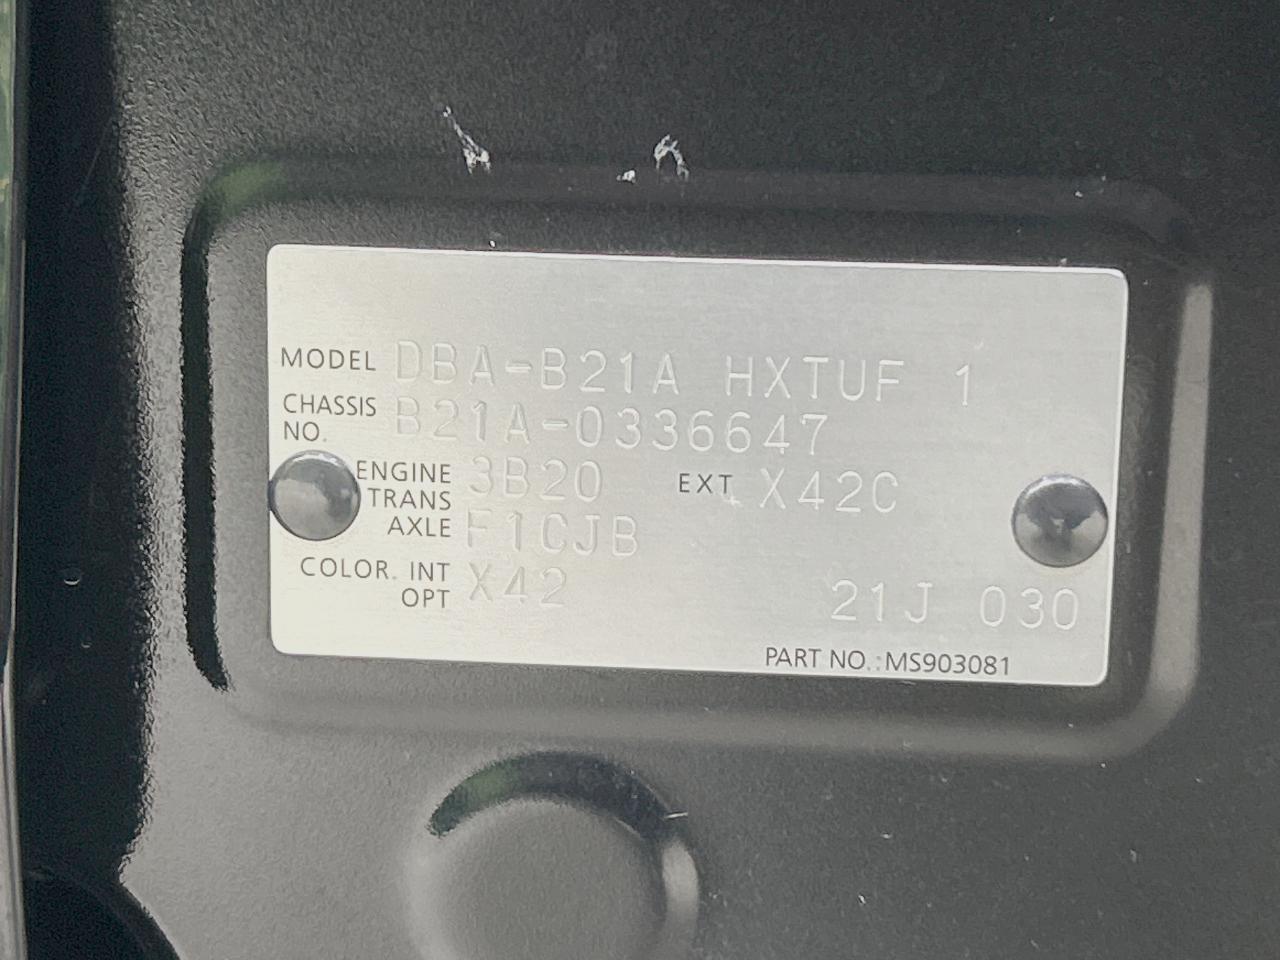 MODEL DBA-B21A HXTUF 1
CHASSIS NO. B21A-0336647
ENGINE 3B20 EXT X42C
TRANS AXLE F1CJB
COLOR. INT OPT X42 21J 030
PART NO.:MS903081